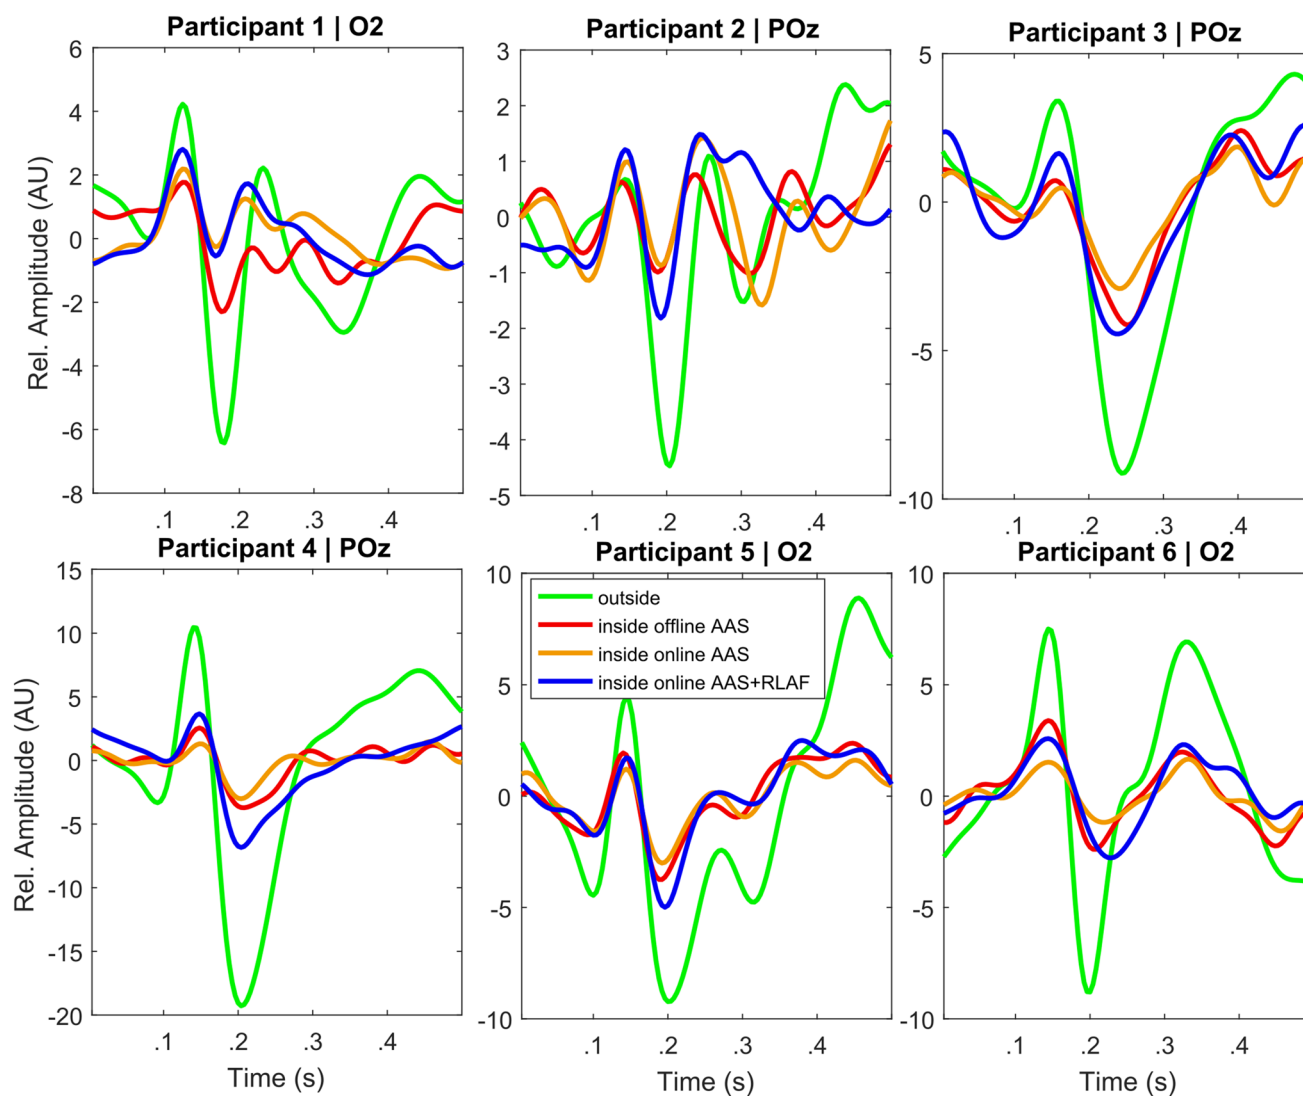 Participant 1 | O2
Participant 2 | POz
Participant 3 | POz
6
4
2
0
-2
-4
-6
-8
Rel. Amplitude (AU)
.1 .2 .3 .4
3
2
1
0
-1
-2
-3
-4
-5
.1 .2 .3 .4
5
0
-5
-10
.1 .2 .3 .4
Participant 4 | POz
Participant 5 | O2
Participant 6 | O2
15
10
5
0
-5
-10
-15
-20
Rel. Amplitude (AU)
.1 .2 .3 .4
Time (s)
10
5
0
-5
-10
outside
inside offline AAS
inside online AAS
inside online AAS+RLAF
.1 .2 .3 .4
Time (s)
10
5
0
-5
-10
.1 .2 .3 .4
Time (s)